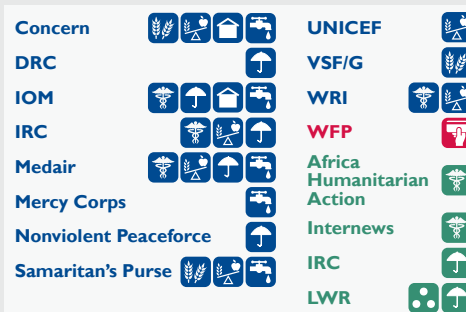 Concern
DRC
IOM
IRC
Medair
Mercy Corps
Nonviolent Peaceforce
Samaritan's Purse
UNICEF
VSF/G
WRI
WFP
Africa
Humanitarian
Action
Internews
IRC
LWR